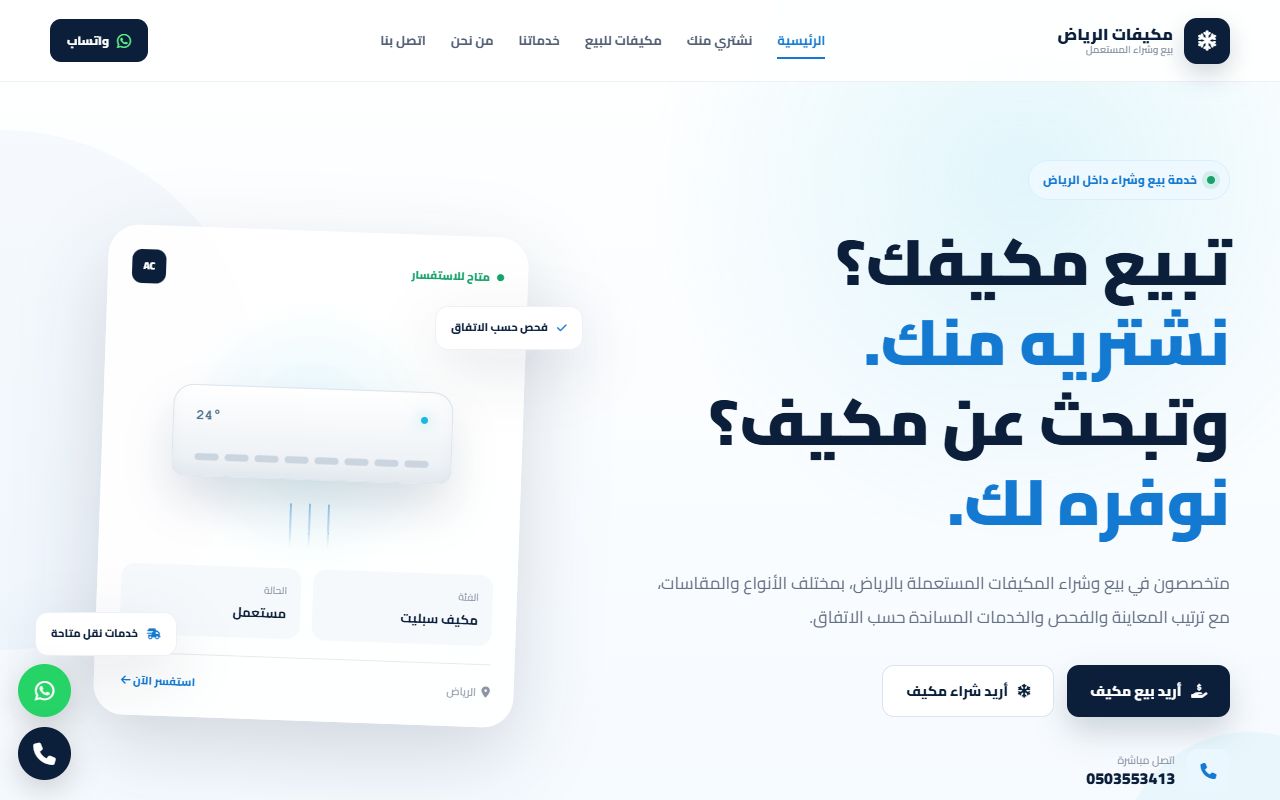 مكيفات الرياض
بيع وشراء المستعمل
الرئيسية
نشتري منك
مكيفات للبيع
خدماتنا
من نحن
اتصل بنا
واتساب
خدمة بيع وشراء داخل الرياض
تبيع مكيفك؟
نشتريه منك.
وتبحث عن مكيف؟
نوفره لك.
متخصصون في بيع وشراء المكيفات المستعملة بالرياض، بمختلف الأنواع والمقاسات،
مع ترتيب المعاينة والفحص والخدمات المساندة حسب الاتفاق.
أريد بيع مكيف
أريد شراء مكيف
اتصل مباشرة
0503553413
متاح للاستفسار
AC
فحص حسب الاتفاق
24°
الفئة
مكيف سبليت
الحالة
مستعمل
خدمات نقل متاحة
الرياض
استفسر الآن